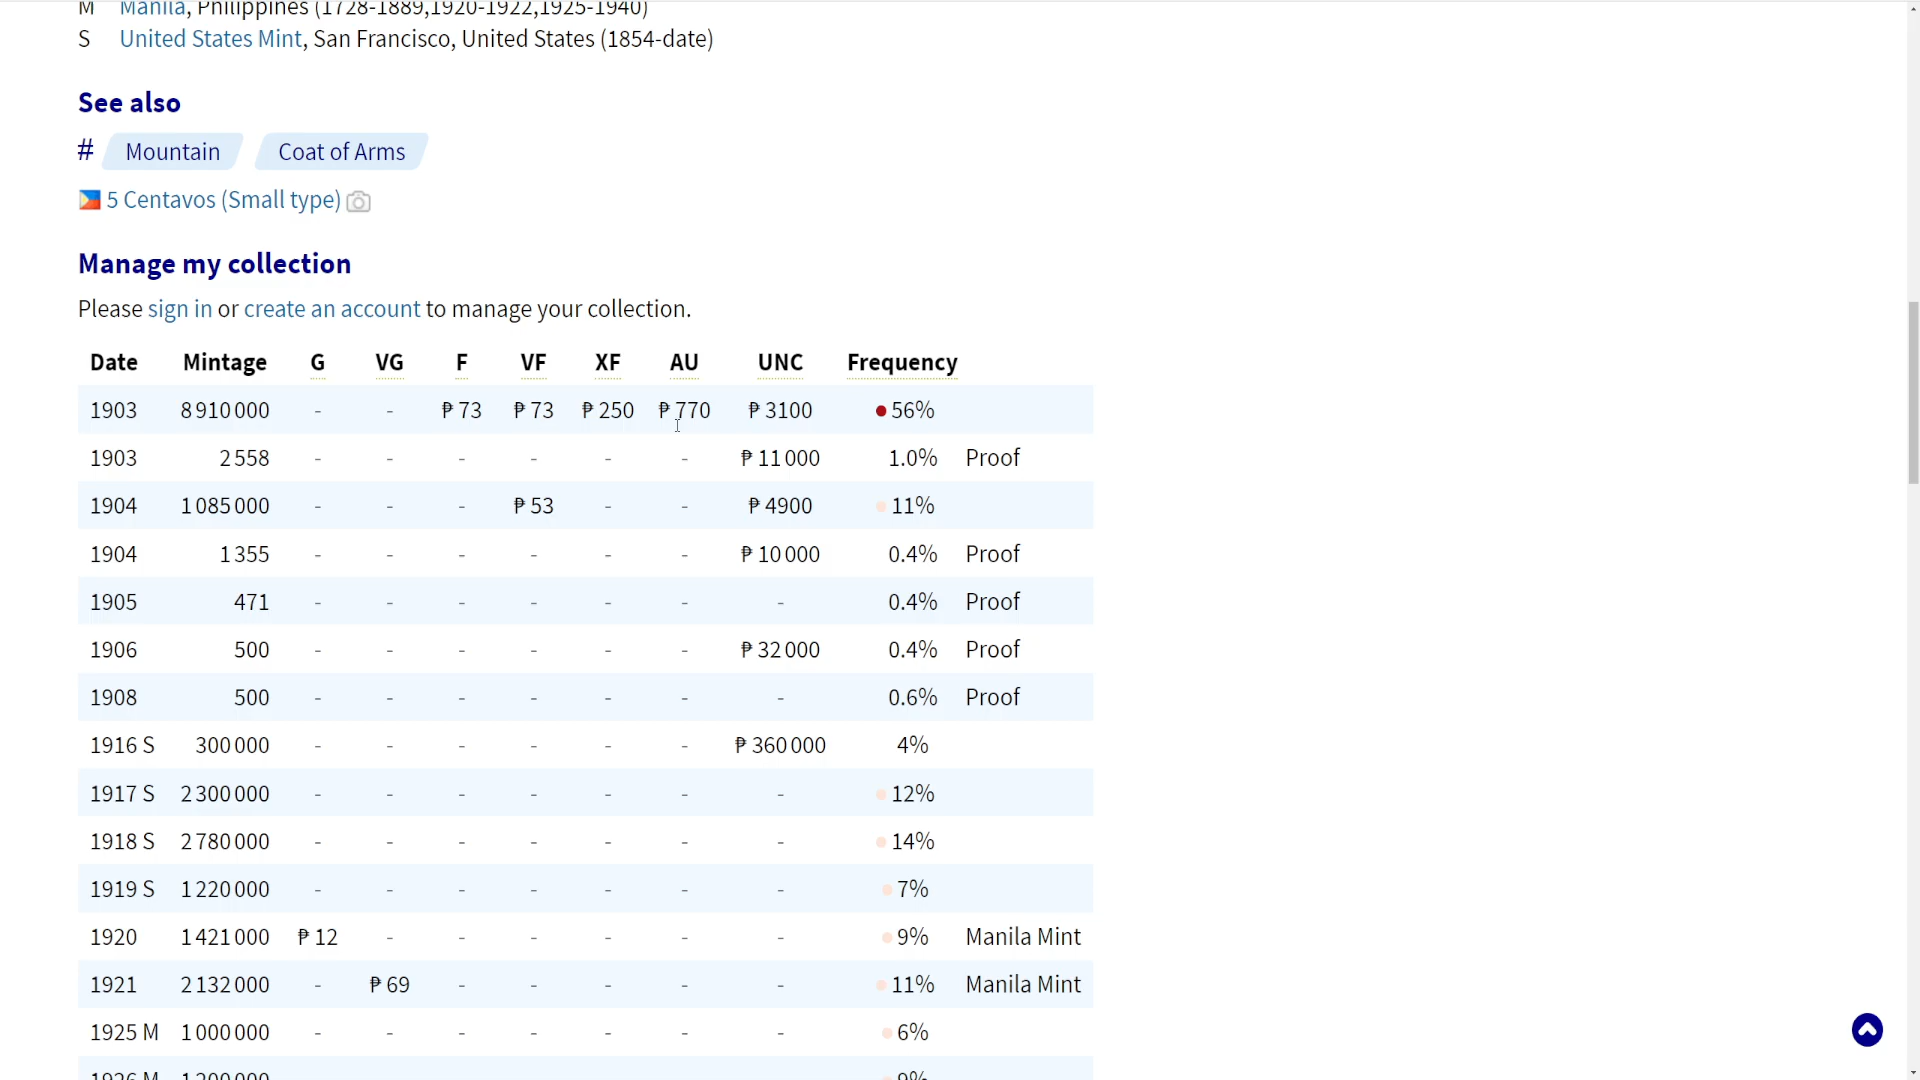 M Manila, Philippines (1728-1889,1920-1922,1925-1940)
S United States Mint, San Francisco, United States (1854-date)
See also
# Mountain Coat of Arms
5 Centavos (Small type)
Manage my collection
Please sign in or create an account to manage your collection.
Date Mintage G VG F VF XF AU UNC Frequency
1903 8 910 000 - - ₱ 73 ₱ 73 ₱ 250 ₱ 770 ₱ 3100 56%
1903 2 558 - - - - - - ₱ 11 000 1.0% Proof
1904 1 085 000 - - - ₱ 53 - - ₱ 4900 11%
1904 1 355 - - - - - - ₱ 10 000 0.4% Proof
1905 471 - - - - - - - 0.4% Proof
1906 500 - - - - - - ₱ 32 000 0.4% Proof
1908 500 - - - - - - - 0.6% Proof
1916 S 300 000 - - - - - - ₱ 360 000 4%
1917 S 2 300 000 - - - - - - - 12%
1918 S 2 780 000 - - - - - - - 14%
1919 S 1 220 000 - - - - - - - 7%
1920 1 421 000 ₱ 12 - - - - - - 9% Manila Mint
1921 2 132 000 - ₱ 69 - - - - - 11% Manila Mint
1925 M 1 000 000 - - - - - - - 6%
1926 M 1 200 000 9%